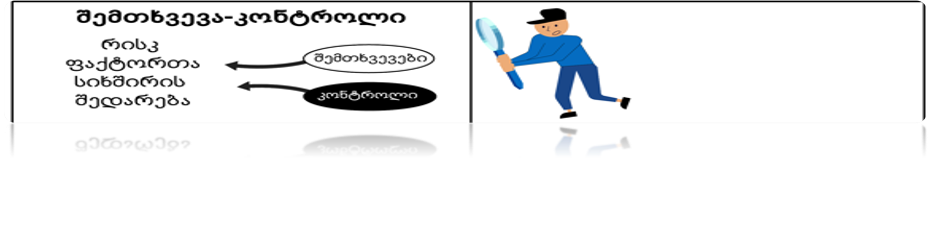 შემთხვევა-კონტროლი
რისკ
ფაქტორთა
სიხშირის
შედარება
შემთხვევები
კონტროლი